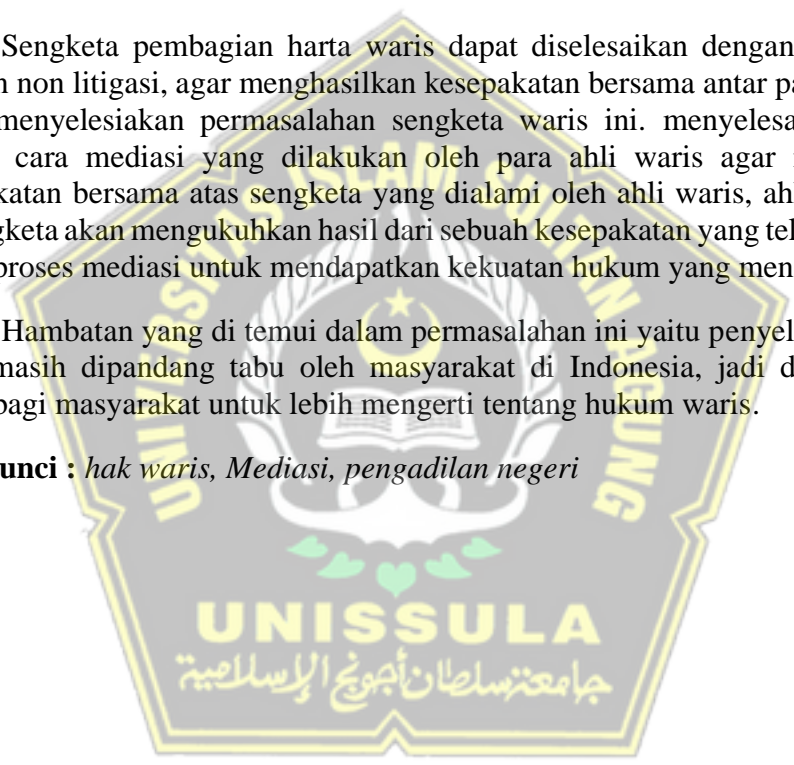 Sengketa pembagian harta waris dapat diselesaikan dengan
n non litigasi, agar menghasilkan kesepakatan bersama antar pa
menyelesiakan permasalahan sengketa waris ini. menyelesa
cara mediasi yang dilakukan oleh para ahli waris agar
katan bersama atas sengketa yang dialami oleh ahli waris, ah
gketa akan mengukuhkan hasil dari sebuah kesepakatan yang tel
proses mediasi untuk mendapatkan kekuatan hukum yang men
Hambatan yang di temui dalam permasalahan ini yaitu penyel
masih dipandang tabu oleh masyarakat di Indonesia, jadi d
bagi masyarakat untuk lebih mengerti tentang hukum waris.
unci : hak waris, Mediasi, pengadilan negeri
UNIVERSITAS ISLAM SULTAN AGUNG
UNISSULA
جامعة سلطان أجونج الإسلامية